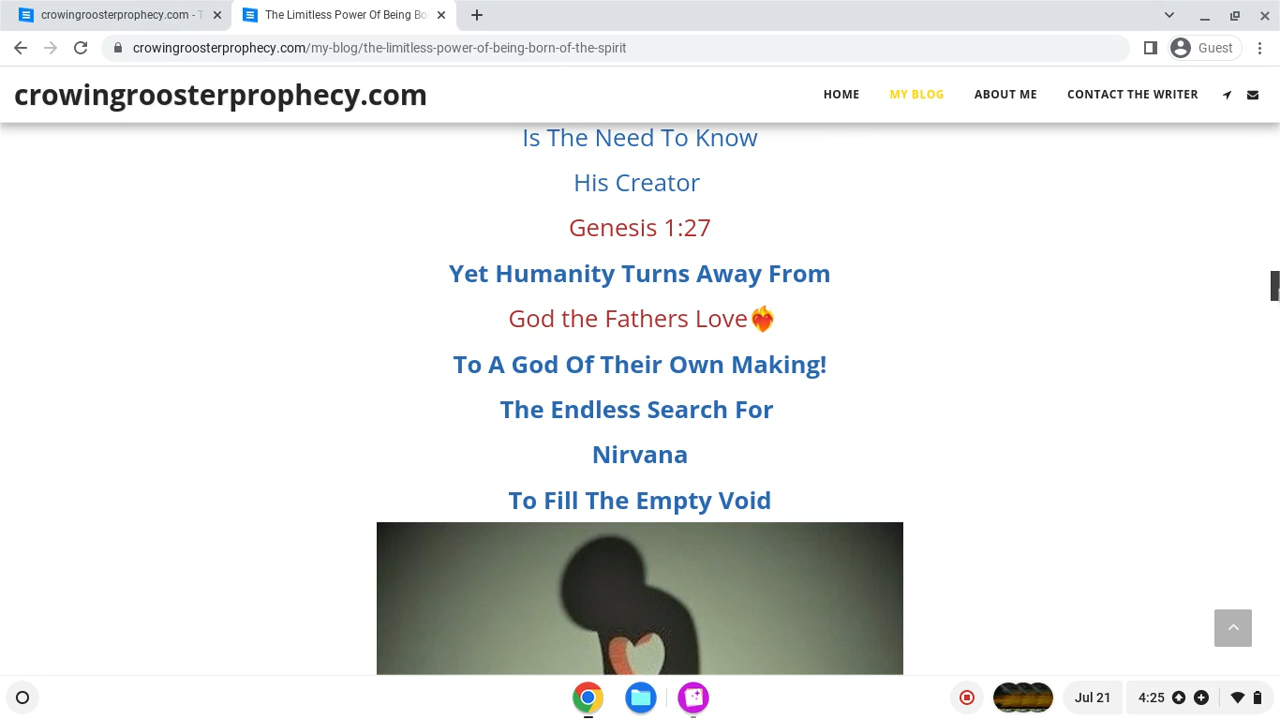 crowingroosterprophecy.com - T
The Limitless Power Of Being Bo
crowingroosterprophecy.com/my-blog/the-limitless-power-of-being-born-of-the-spirit
Guest
crowingroosterprophecy.com
HOME
MY BLOG
ABOUT ME
CONTACT THE WRITER
Is The Need To Know
His Creator
Genesis 1:27
Yet Humanity Turns Away From
God the Fathers Love❤️‍🔥
To A God Of Their Own Making!
The Endless Search For
Nirvana
To Fill The Empty Void
Jul 21
4:25